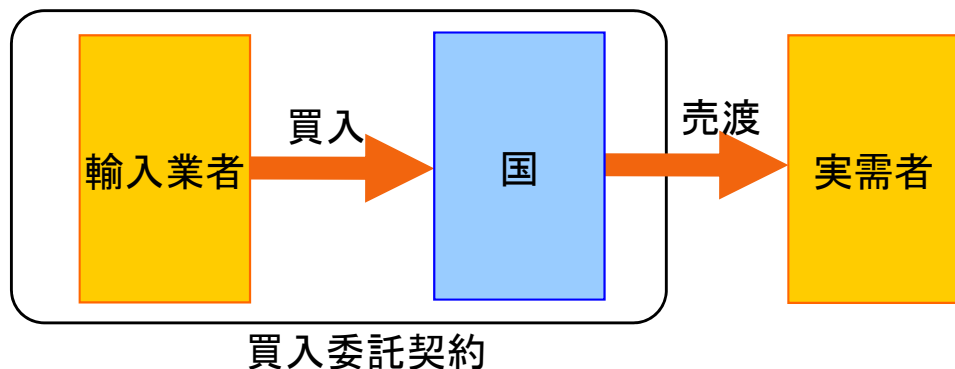 輸入業者
買入
国
売渡
実需者
買入委託契約